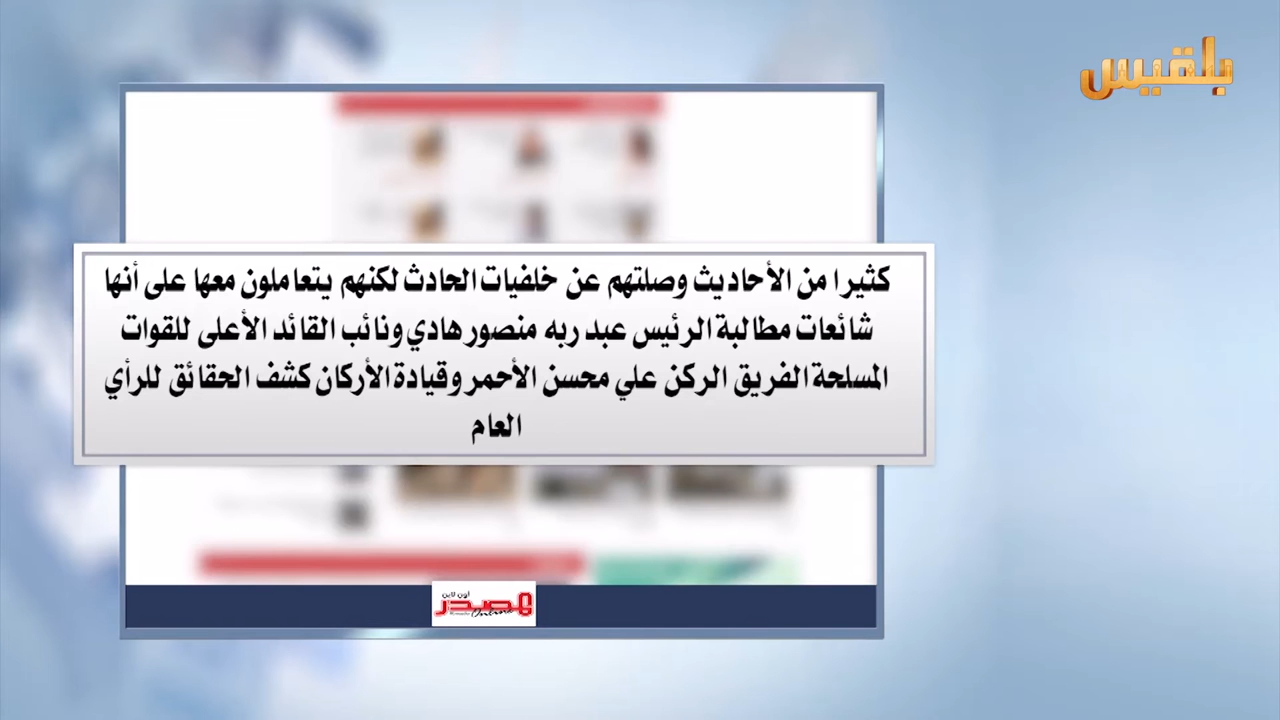 بلقيس
كثيرا من الأحاديث وصلتهم عن خلفيات الحادث لكنهم يتعاملون معها على أنها
شائعات مطالبة الرئيس عبد ربه منصور هادي ونائب القائد الأعلى للقوات
المسلحة الفريق الركن علي محسن الأحمر وقيادة الأركان كشف الحقائق للرأي
العام
أون لاين
المصدر
Online